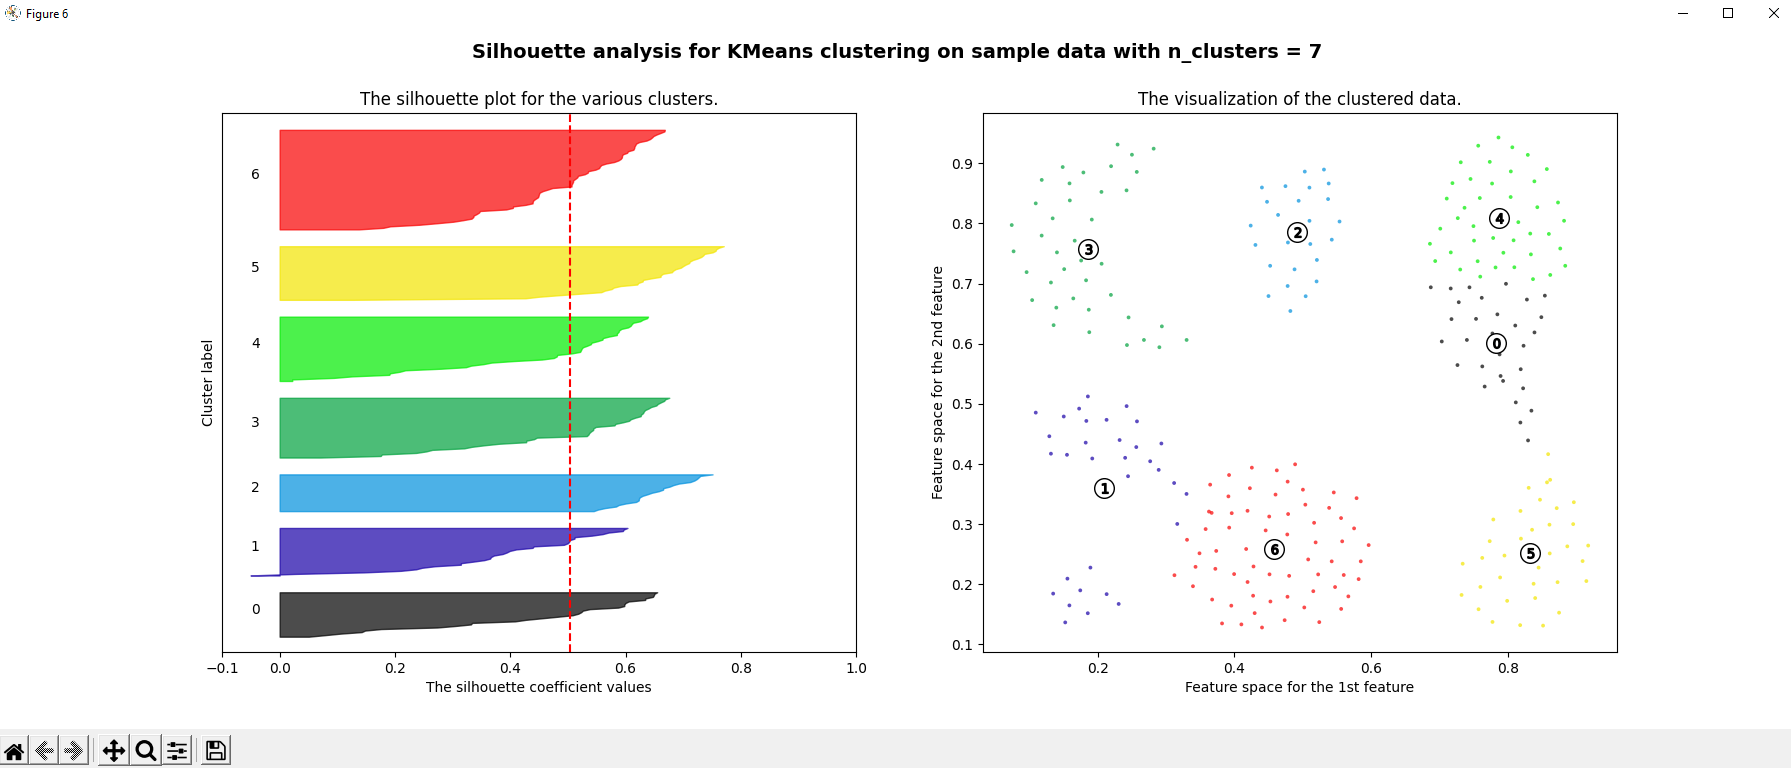 Figure 6
Silhouette analysis for KMeans clustering on sample data with n_clusters = 7
The silhouette plot for the various clusters.
Cluster label
6
5
4
3
2
1
0
−0.1 0.0 0.2 0.4 0.6 0.8 1.0
The silhouette coefficient values
The visualization of the clustered data.
Feature space for the 2nd feature
0.9
0.8
0.7
0.6
0.5
0.4
0.3
0.2
0.1
3 2 4
0
1
6 5
0.2 0.4 0.6 0.8
Feature space for the 1st feature